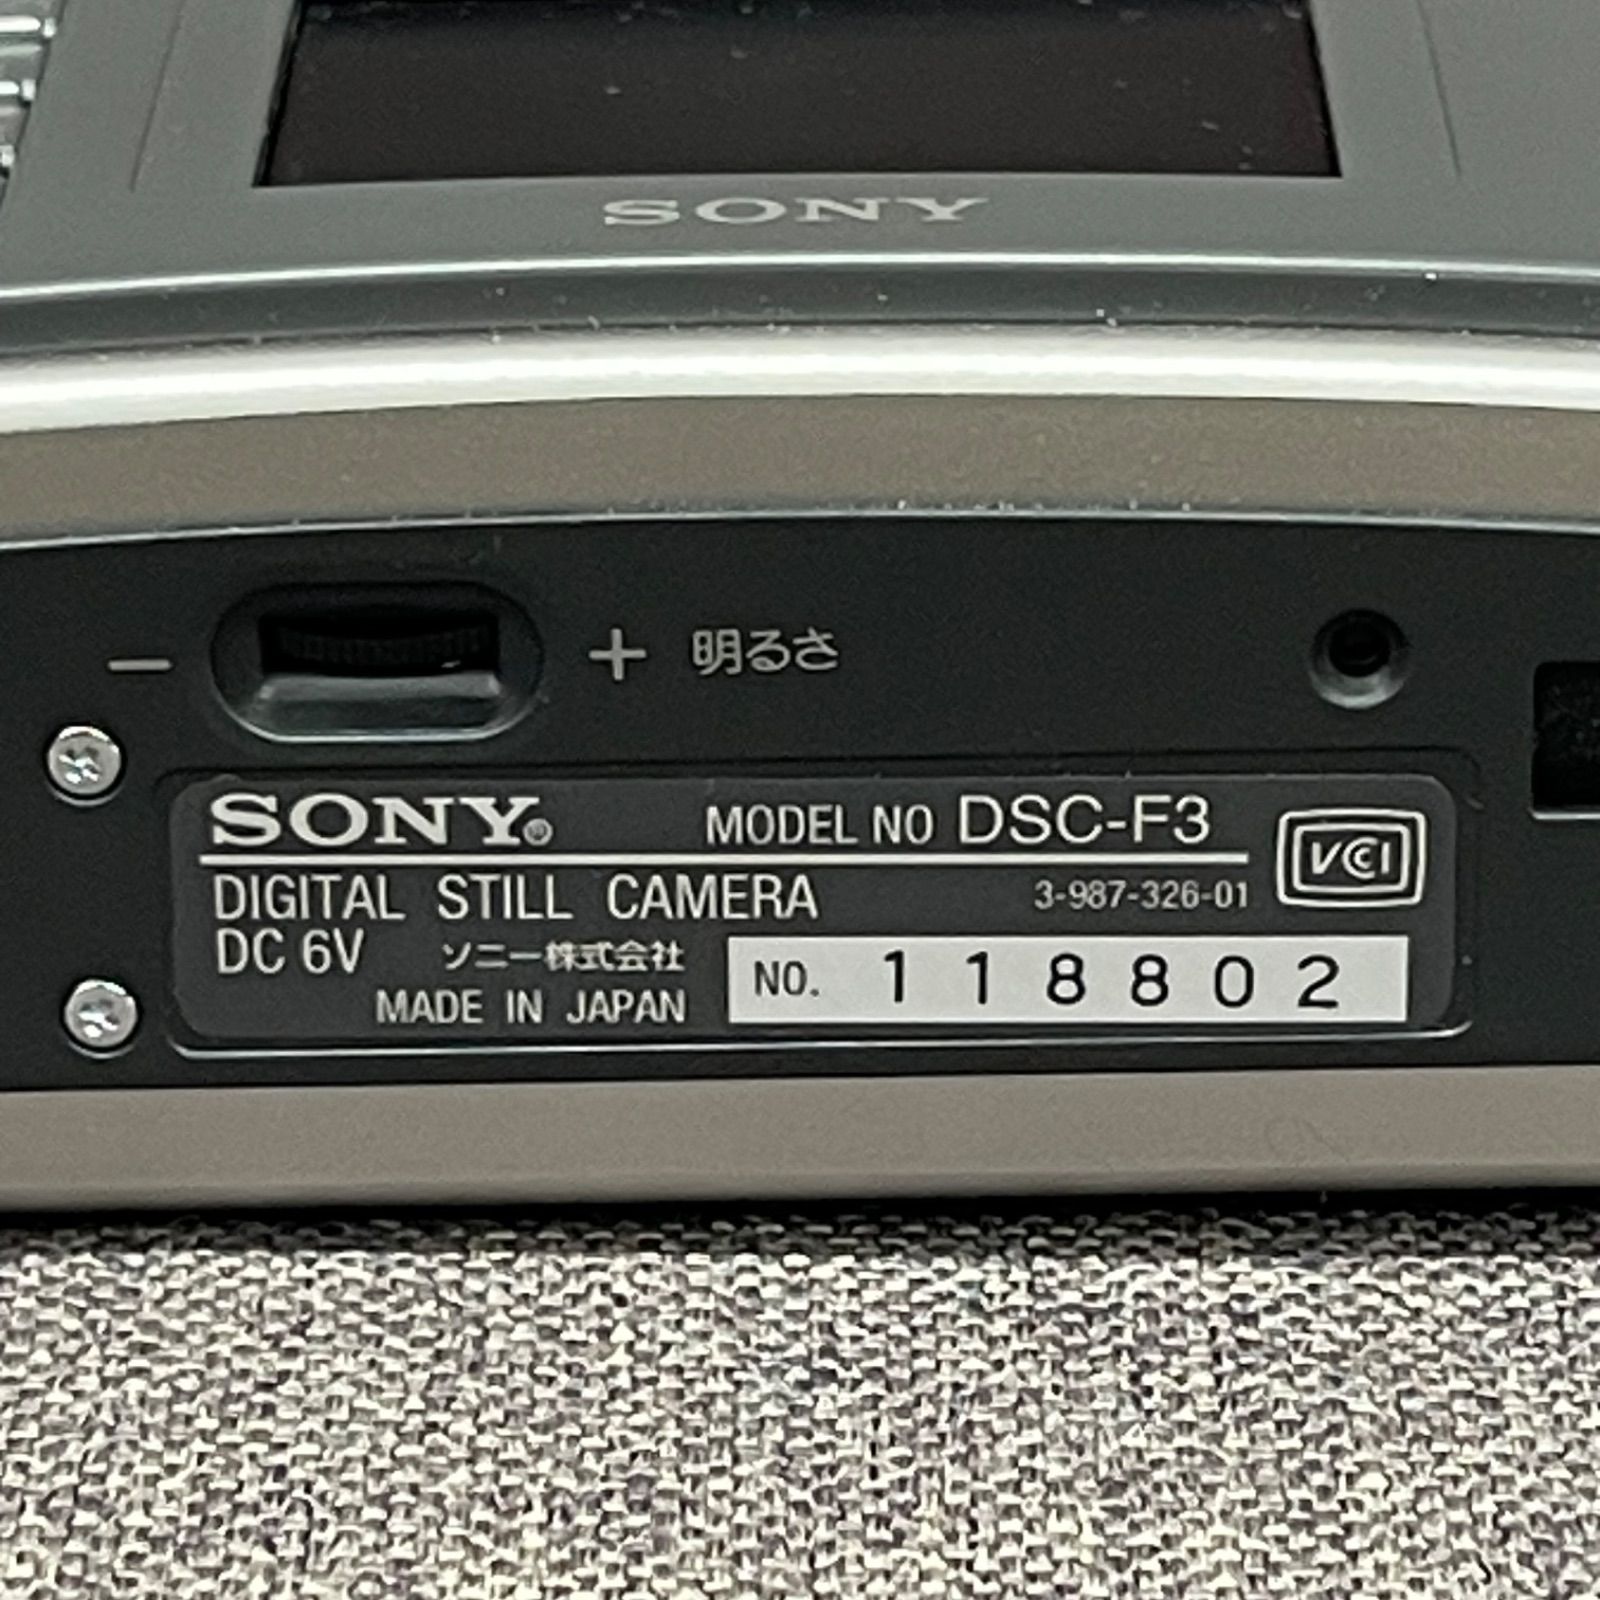 SONY
− + 明るさ
SONY® MODEL NO DSC-F3
VCCI
DIGITAL STILL CAMERA 3-987-326-01
DC 6V ソニー株式会社
MADE IN JAPAN
NO. 118802